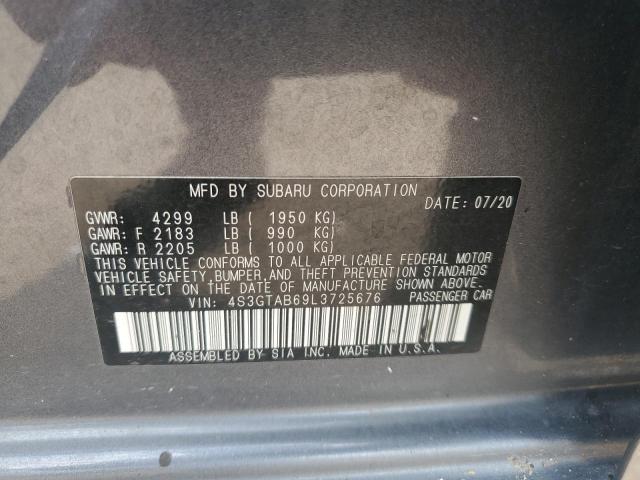 MFD BY SUBARU CORPORATION
DATE: 07/20
GVWR: 4299 LB ( 1950 KG)
GAWR: F 2183 LB ( 990 KG)
GAWR: R 2205 LB ( 1000 KG)
THIS VEHICLE CONFORMS TO ALL APPLICABLE FEDERAL MOTOR
VEHICLE SAFETY,BUMPER,AND THEFT PREVENTION STANDARDS
IN EFFECT ON THE DATE OF MANUFACTURE SHOWN ABOVE.
VIN: 4S3GTAB69L3725676 PASSENGER CAR
ASSEMBLED BY SIA INC. MADE IN U.S.A.